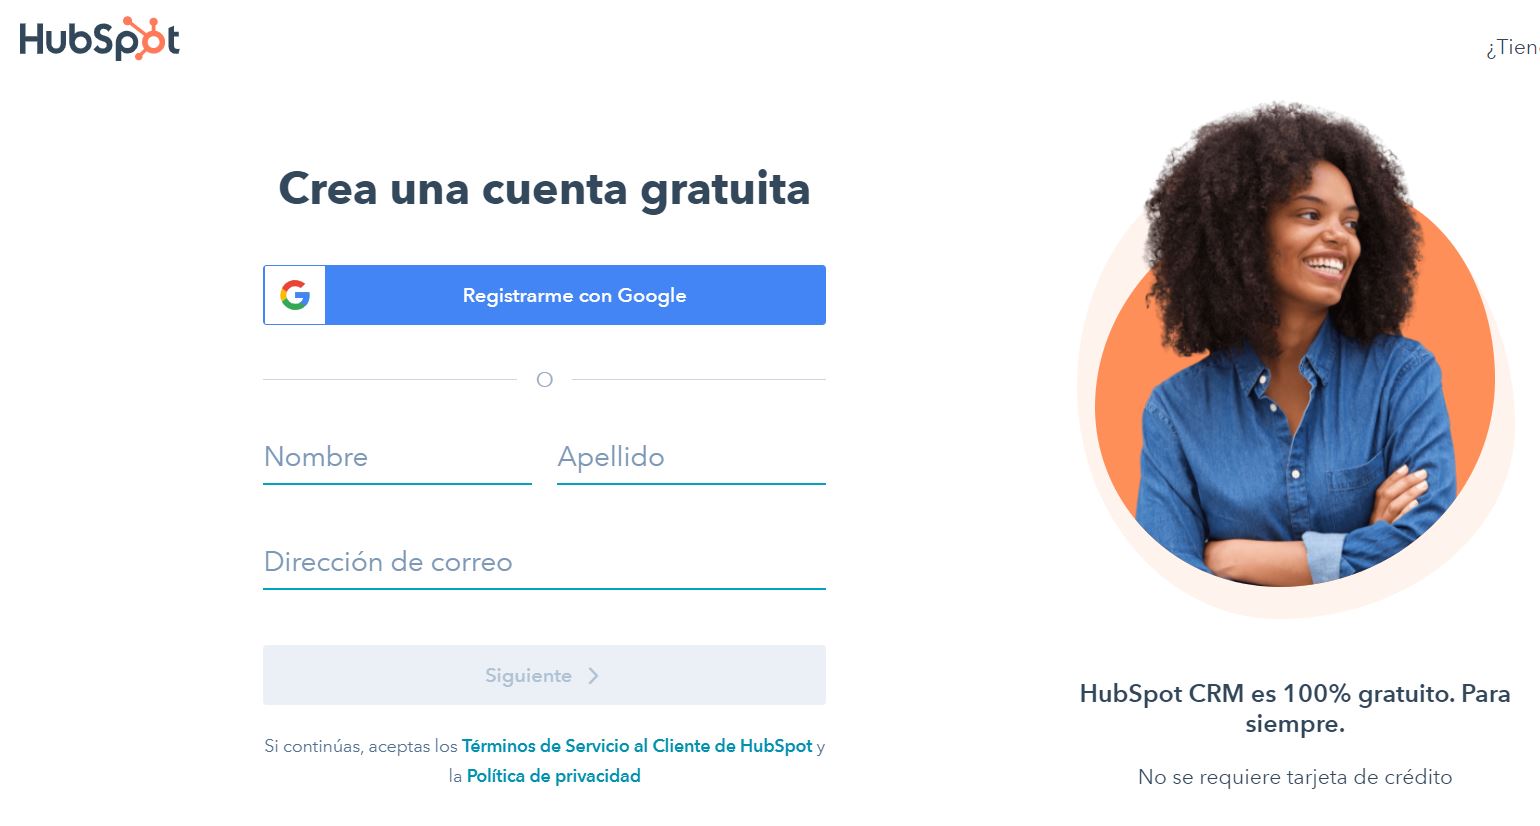 HubSpot
¿Tien
Crea una cuenta gratuita
Registrarme con Google
O
Nombre
Apellido
Dirección de correo
Siguiente
Si continúas, aceptas los Términos de Servicio al Cliente de HubSpot y
la Política de privacidad
HubSpot CRM es 100% gratuito. Para
siempre.
No se requiere tarjeta de crédito